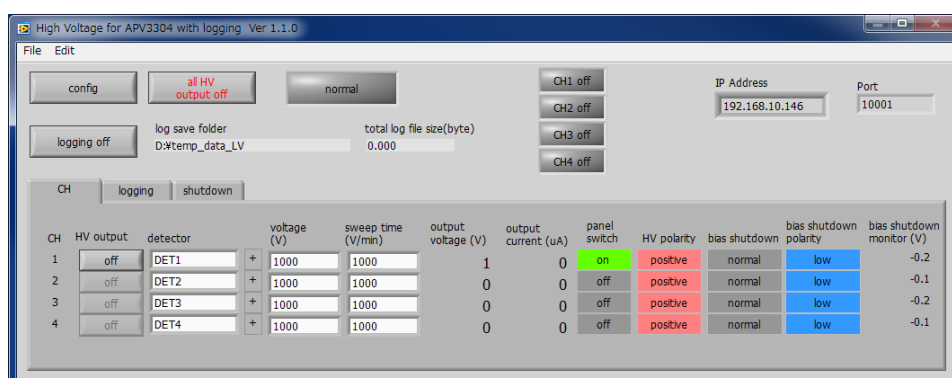 High Voltage for APV3304 with logging Ver 1.1.0
File Edit
config
all HV
output off
normal
CH1 off
CH2 off
CH3 off
CH4 off
IP Address
192.168.10.146
Port
10001
logging off
log save folder
D:¥temp_data_LV
total log file size(byte)
0.000
CH logging shutdown
CH HV output detector voltage (V) sweep time (V/min) output voltage (V) output current (uA) panel switch HV polarity bias shutdown bias shutdown polarity bias shutdown monitor (V)
1 off DET1 + 1000 1000 1 0 on positive normal low -0.2
2 off DET2 + 1000 1000 0 0 off positive normal low -0.1
3 off DET3 + 1000 1000 0 0 off positive normal low -0.2
4 off DET4 + 1000 1000 0 0 off positive normal low -0.1